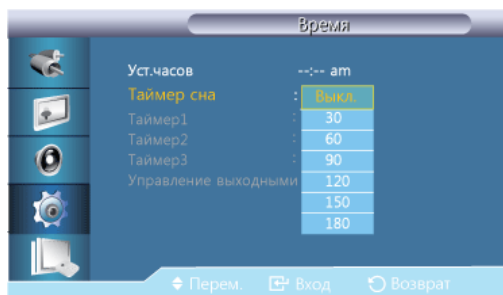 Время
Уст.часов --:-- am
Таймер сна : Выкл.
Таймер1 : 30
Таймер2 : 60
Таймер3 90
Управление выходными 120
150
180
Перем. Вход Возврат